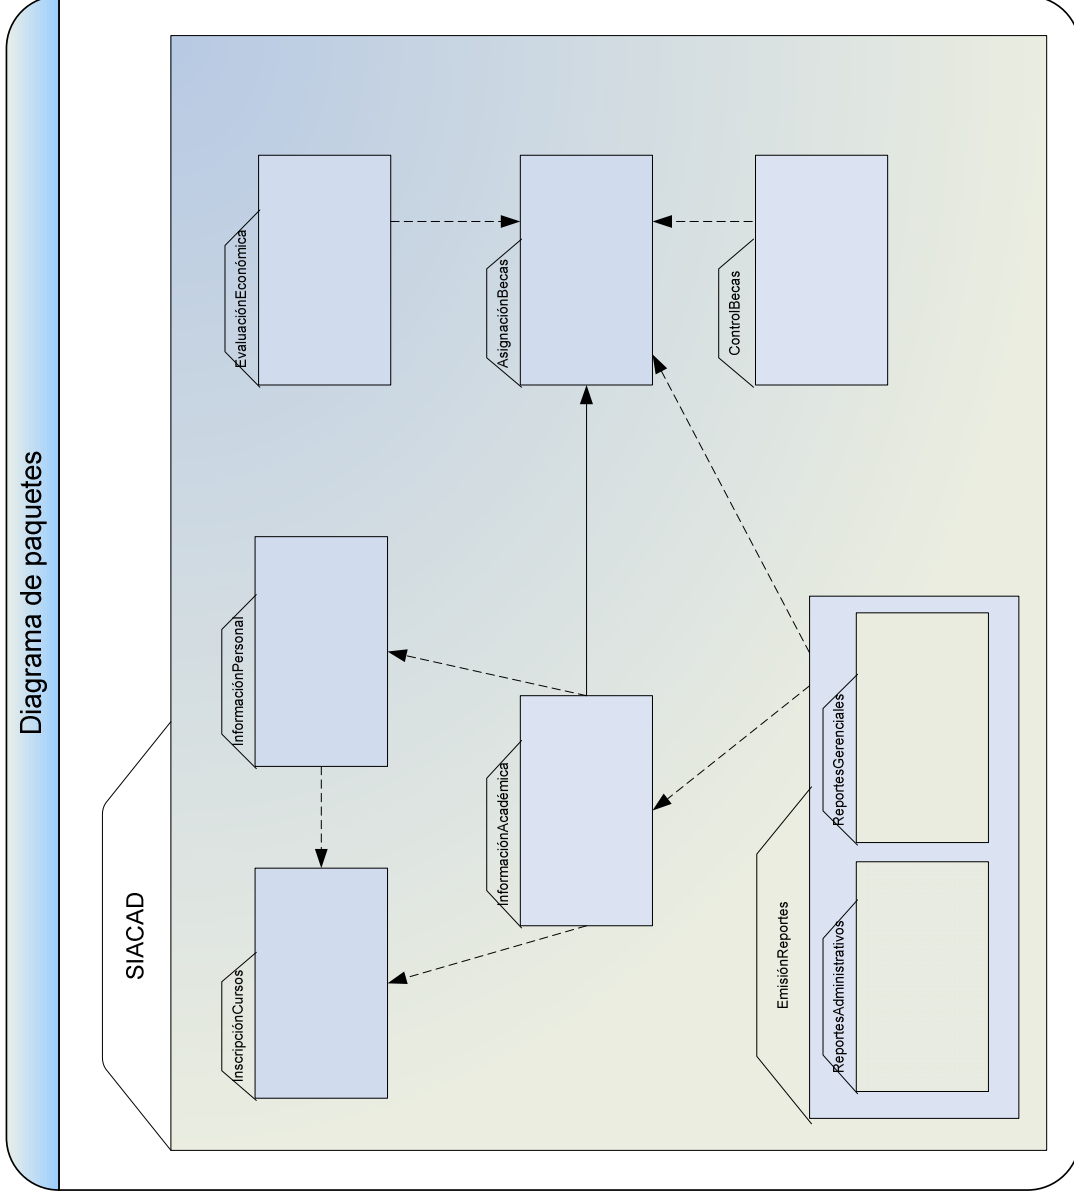 Diagrama de paquetes
SIACAD
InscripciónCursos
InformaciónPersonal
EvaluaciónEconómica
InformaciónAcadémica
AsignaciónBecas
ControlBecas
EmisiónReportes
ReportesAdministrativos
ReportesGerenciales